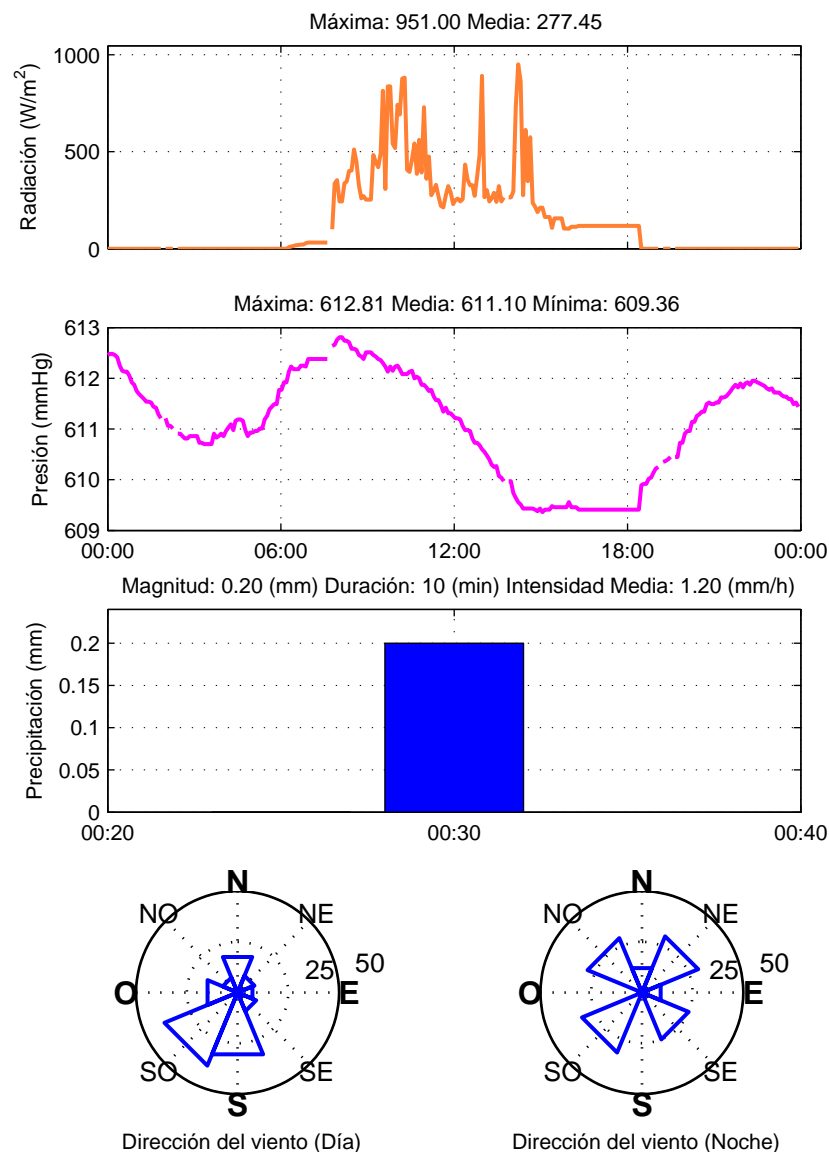 Máxima: 951.00 Media: 277.45
1000
500
0
Radiación (W/m²)
Máxima: 612.81 Media: 611.10 Mínima: 609.36
613
612
611
610
609
Presión (mmHg)
00:00 06:00 12:00 18:00 00:00
Magnitud: 0.20 (mm) Duración: 10 (min) Intensidad Media: 1.20 (mm/h)
0.2
0.15
0.1
0.05
0
Precipitación (mm)
00:20 00:30 00:40
N
NO NE
25 50
O E
SO SE
S
Dirección del viento (Día)
N
NO NE
25 50
O E
SO SE
S
Dirección del viento (Noche)